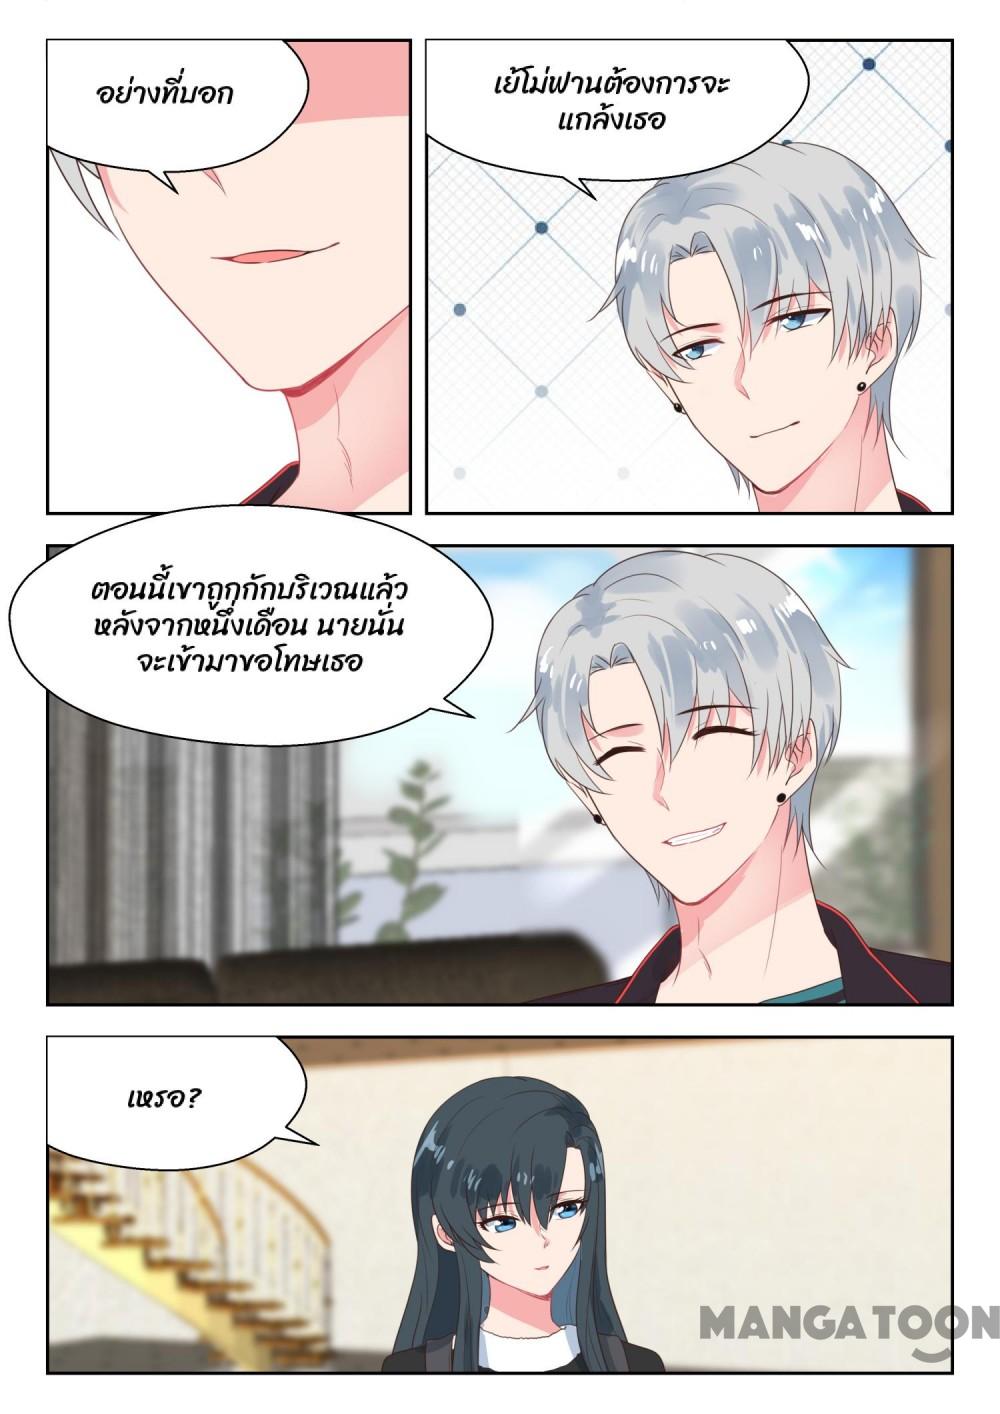 อย่างที่บอก
เย้โม่ฟานต้องการจะ
แกล้งเธอ
ตอนนี้เขาถูกกักบริเวณแล้ว
หลังจากหนึ่งเดือน นายนั่น
จะเข้ามาขอโทษเธอ
เหรอ?
MANGATOON